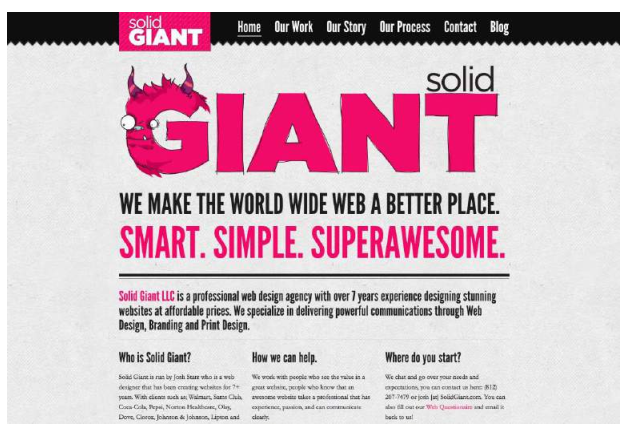 solid
GIANT
Home Our Work Our Story Our Process Contact Blog
solid
GIANT
WE MAKE THE WORLD WIDE WEB A BETTER PLACE.
SMART. SIMPLE. SUPERAWESOME.
Solid Giant LLC is a professional web design agency with over 7 years experience designing stunning
websites at affordable prices. We specialize in delivering powerful communications through Web
Design, Branding and Print Design.
Who is Solid Giant?
Solid Giant is run by Josh Stauss who is a web
designer that has been creating websites for 7+
years. With clients such as; Walmart, Sams Club,
Coca-Cola, Pepsi, Norton Healthcare, Olay,
Dove, Clorox, Johnson & Johnson, Lipton and
How we can help.
We work with people who see the value in a
great website, people who know that an
awesome website takes a professional that has
experience, passion, and can communicate
clearly.
Where do you start?
We chat and go over your needs and
expectations, you can contact us here: (812)
207-7479 or josh [at] SolidGiant.com. You can
also fill out our Web Questionaire and email it
back to us!